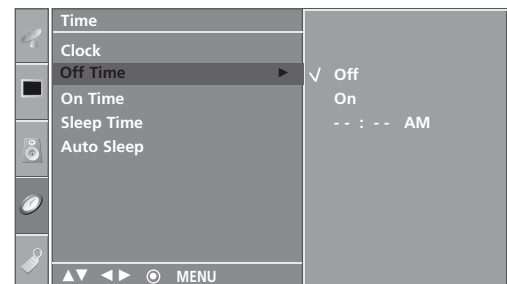 Time
Clock
Off Time ►
On Time
Sleep Time
Auto Sleep
√ Off
On
- - : - - AM
▲▼ ◄► ⦿ MENU